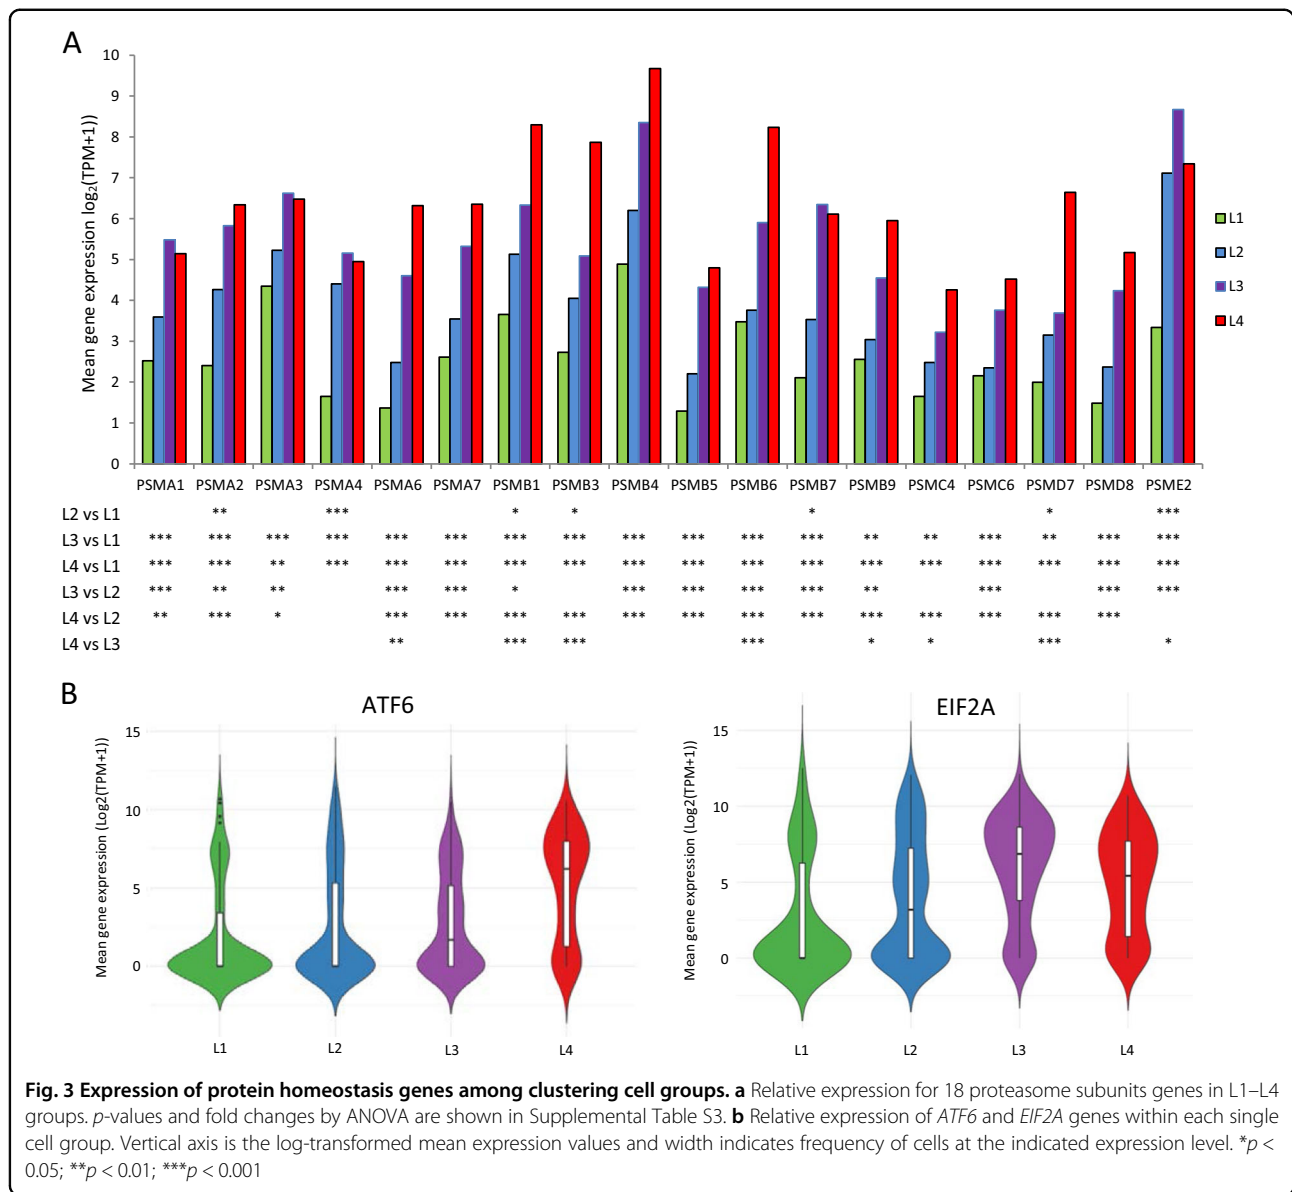 A
Mean gene expression log₂(TPM+1))
10
9
8
7
6
5
4
3
2
1
0
L1
L2
L3
L4
PSMA1 PSMA2 PSMA3 PSMA4 PSMA6 PSMA7 PSMB1 PSMB3 PSMB4 PSMB5 PSMB6 PSMB7 PSMB9 PSMC4 PSMC6 PSMD7 PSMD8 PSME2
L2 vs L1 ** *** * * * * ***
L3 vs L1 *** *** *** *** *** *** *** *** *** *** *** *** ** ** *** ** *** ***
L4 vs L1 *** *** ** *** *** *** *** *** *** *** *** *** *** *** *** *** *** ***
L3 vs L2 *** ** ** *** *** * *** *** *** *** ** *** *** ***
L4 vs L2 ** *** * *** *** *** *** *** *** *** *** *** *** *** *** ***
L4 vs L3 ** *** *** *** * * *** *
B
ATF6
Mean gene expression (Log2(TPM+1))
15
10
5
0
L1 L2 L3 L4
EIF2A
Mean gene expression (Log2(TPM+1))
15
10
5
0
L1 L2 L3 L4
Fig. 3 Expression of protein homeostasis genes among clustering cell groups. a Relative expression for 18 proteasome subunits genes in L1–L4
groups. p-values and fold changes by ANOVA are shown in Supplemental Table S3. b Relative expression of ATF6 and EIF2A genes within each single
cell group. Vertical axis is the log-transformed mean expression values and width indicates frequency of cells at the indicated expression level. *p <
0.05; **p < 0.01; ***p < 0.001